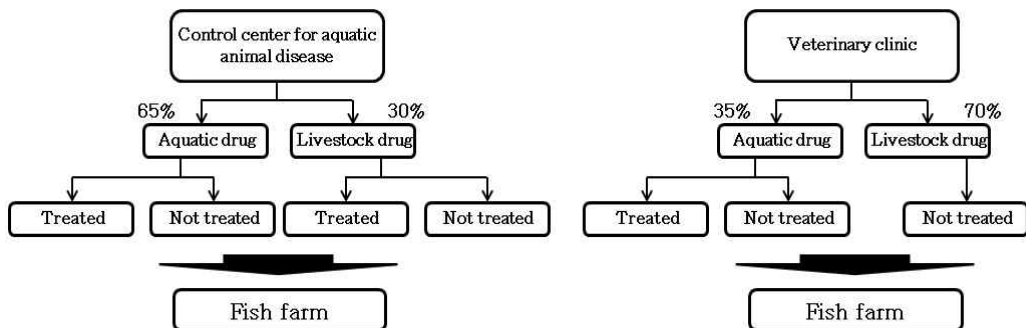 Control center for aquatic
animal disease
65%
30%
Aquatic drug
Livestock drug
Treated
Not treated
Treated
Not treated
Fish farm
Veterinary clinic
35%
70%
Aquatic drug
Livestock drug
Treated
Not treated
Not treated
Fish farm